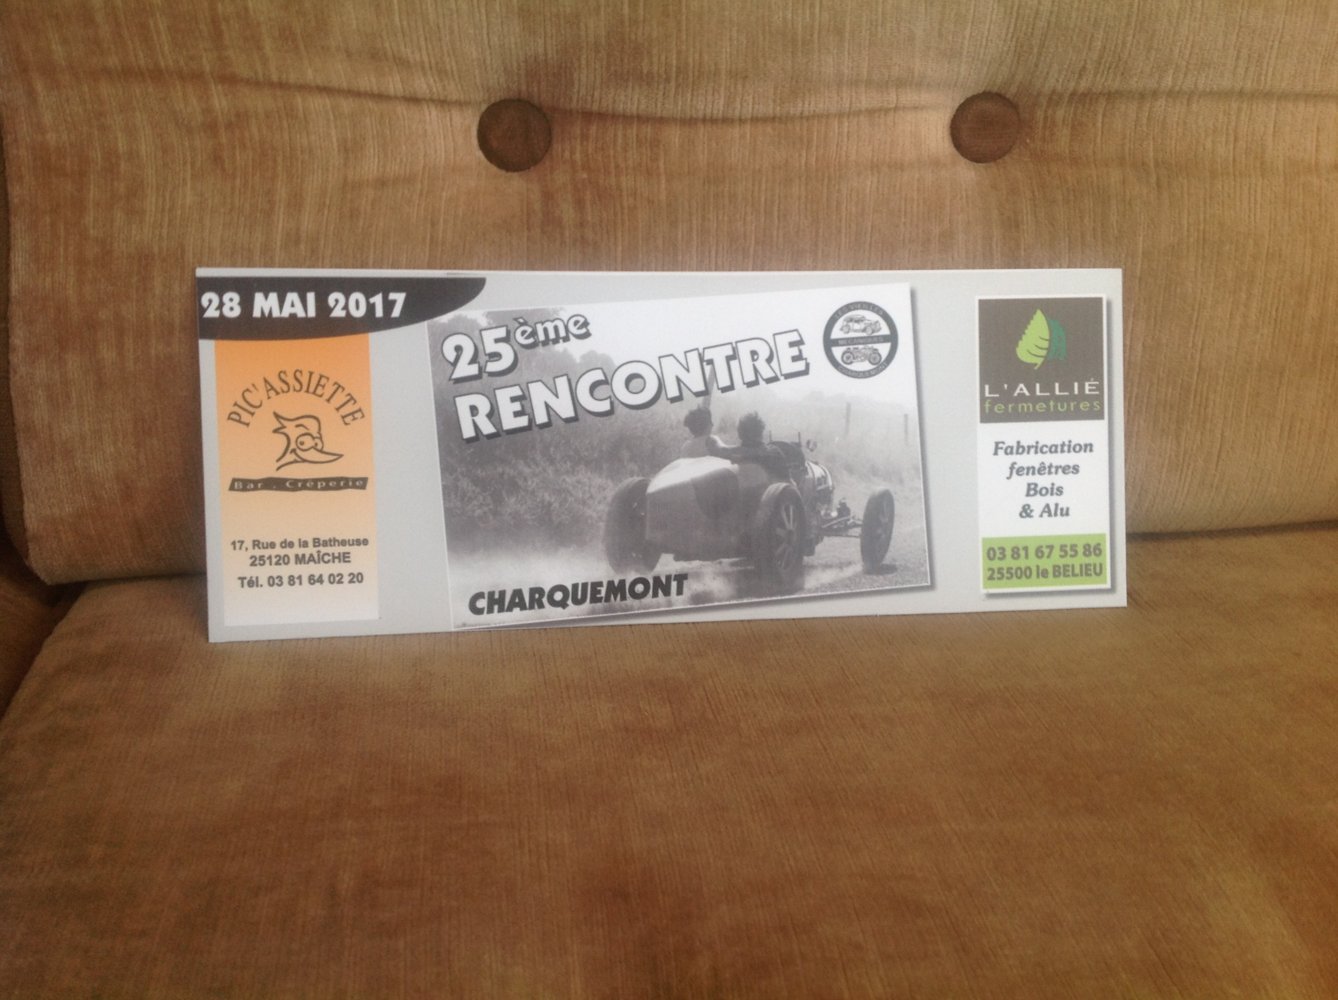 28 MAI 2017
PIC'ASSIETTE
Bar . Crêperie
17, Rue de la Batheuse
25120 MAÎCHE
Tél. 03 81 64 02 20
25ème
RENCONTRE
MECANIQUES
CHARQUEMONT
L'ALLIÉ
fermetures
Fabrication
fenêtres
Bois
& Alu
03 81 67 55 86
25500 le BELIEU